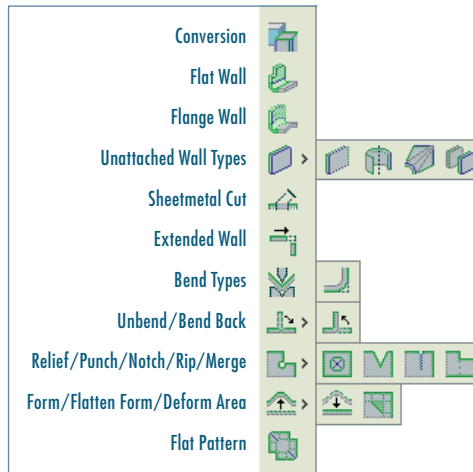 Conversion
Flat Wall
Flange Wall
Unattached Wall Types
Sheetmetal Cut
Extended Wall
Bend Types
Unbend/Bend Back
Relief/Punch/Notch/Rip/Merge
Form/Flatten Form/Deform Area
Flat Pattern